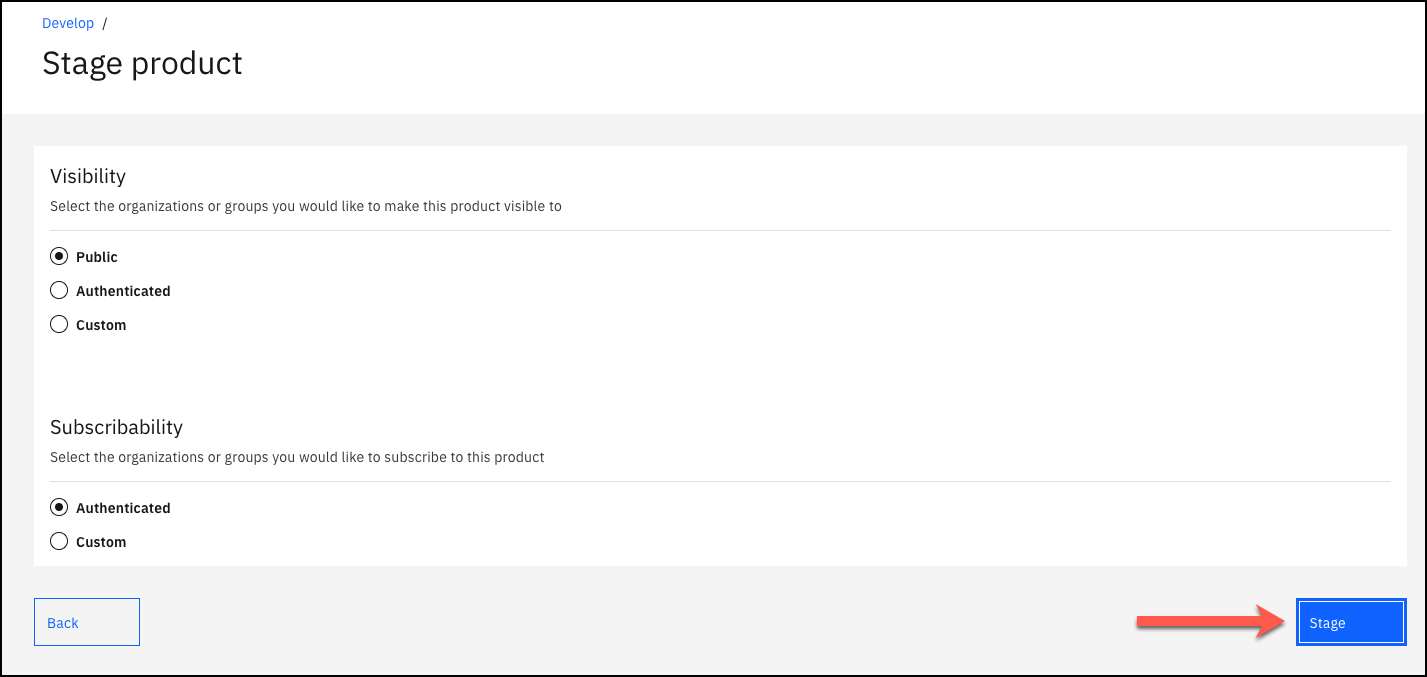 Develop /
Stage product
Visibility
Select the organizations or groups you would like to make this product visible to
Public
Authenticated
Custom
Subscribability
Select the organizations or groups you would like to subscribe to this product
Authenticated
Custom
Back
Stage